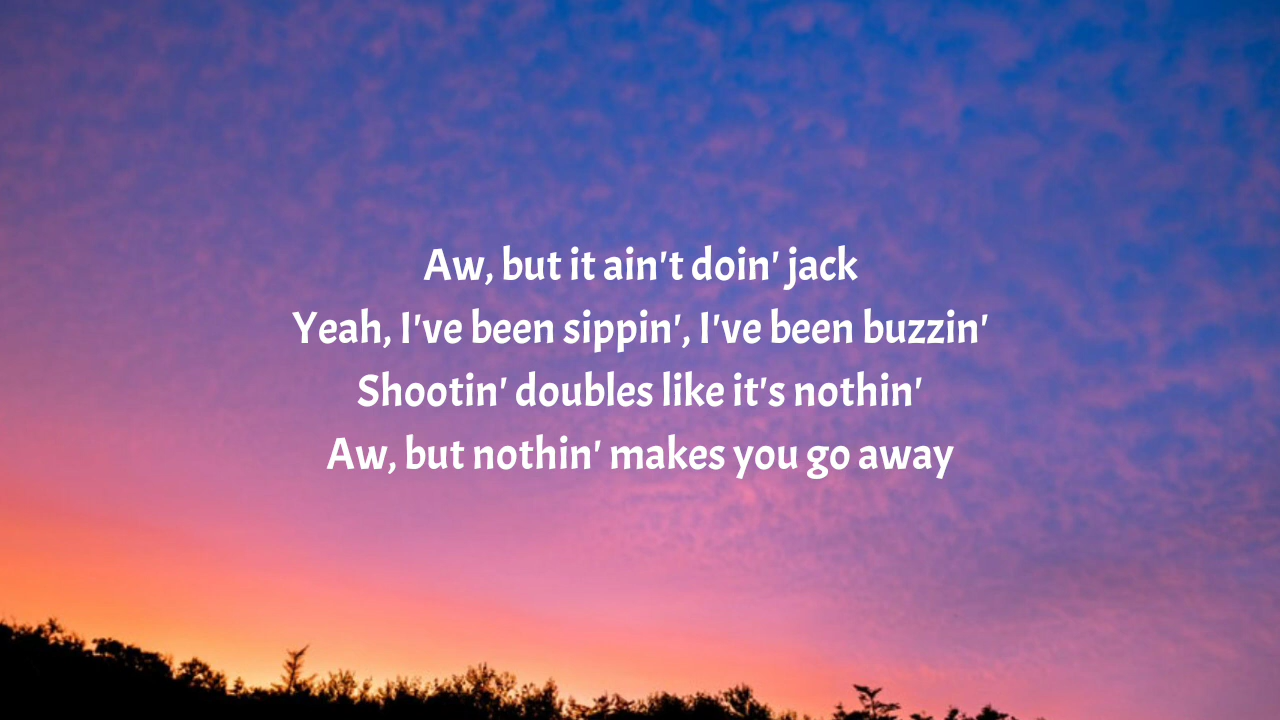 Aw, but it ain't doin' jack
Yeah, I've been sippin', I've been buzzin'
Shootin' doubles like it's nothin'
Aw, but nothin' makes you go away